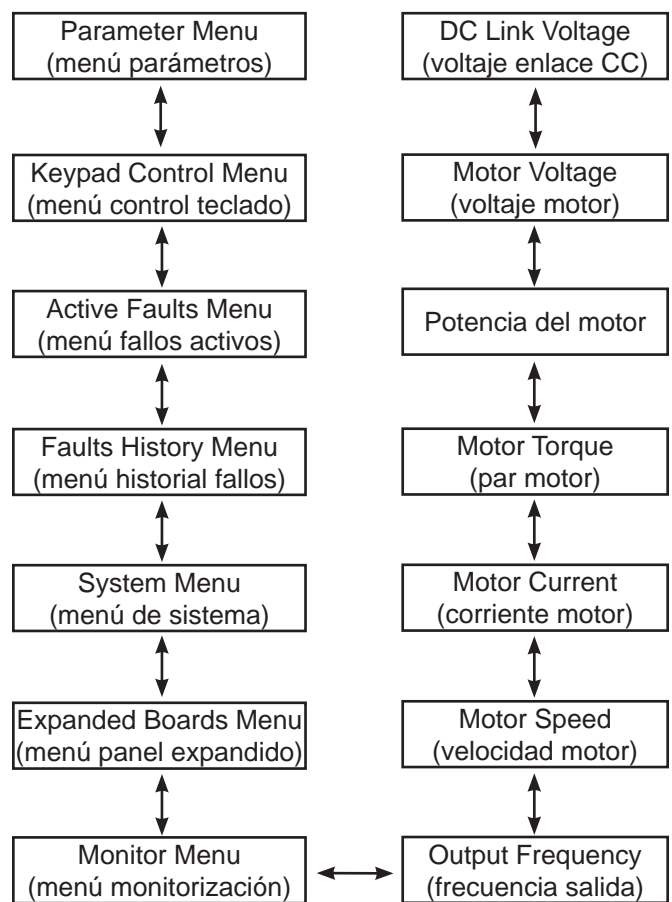 Parameter Menu
(menú parámetros)
Keypad Control Menu
(menú control teclado)
Active Faults Menu
(menú fallos activos)
Faults History Menu
(menú historial fallos)
System Menu
(menú de sistema)
Expanded Boards Menu
(menú panel expandido)
Monitor Menu
(menú monitorización)
DC Link Voltage
(voltaje enlace CC)
Motor Voltage
(voltaje motor)
Potencia del motor
Motor Torque
(par motor)
Motor Current
(corriente motor)
Motor Speed
(velocidad motor)
Output Frequency
(frecuencia salida)